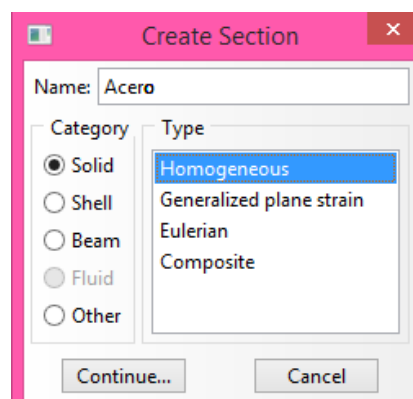 Create Section
Name: Acero
Category
Solid
Shell
Beam
Fluid
Other
Type
Homogeneous
Generalized plane strain
Eulerian
Composite
Continue...
Cancel